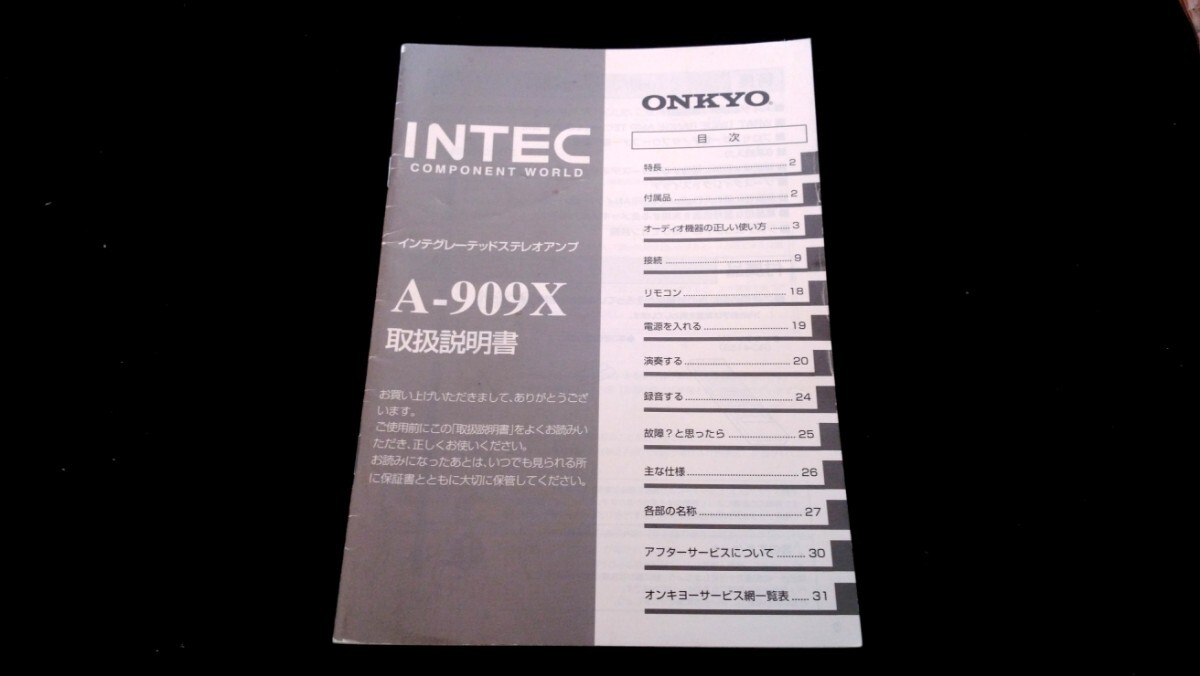 INTEC
COMPONENT WORLD
インテグレーテッドステレオアンプ
A-909X
取扱説明書
お買い上げいただきまして、ありがとうござ
います。
ご使用前にこの「取扱説明書」をよくお読みい
ただき、正しくお使いください。
お読みになったあとは、いつでも見られる所
に保証書とともに大切に保管してください。
ONKYO®
目 次
特長 ........ 2
付属品 ........ 2
オーディオ機器の正しい使い方 ........ 3
接続 ........ 9
リモコン ........ 18
電源を入れる ........ 19
演奏する ........ 20
録音する ........ 24
故障?と思ったら ........ 25
主な仕様 ........ 26
各部の名称 ........ 27
アフターサービスについて ........ 30
オンキヨーサービス網一覧表 ...... 31